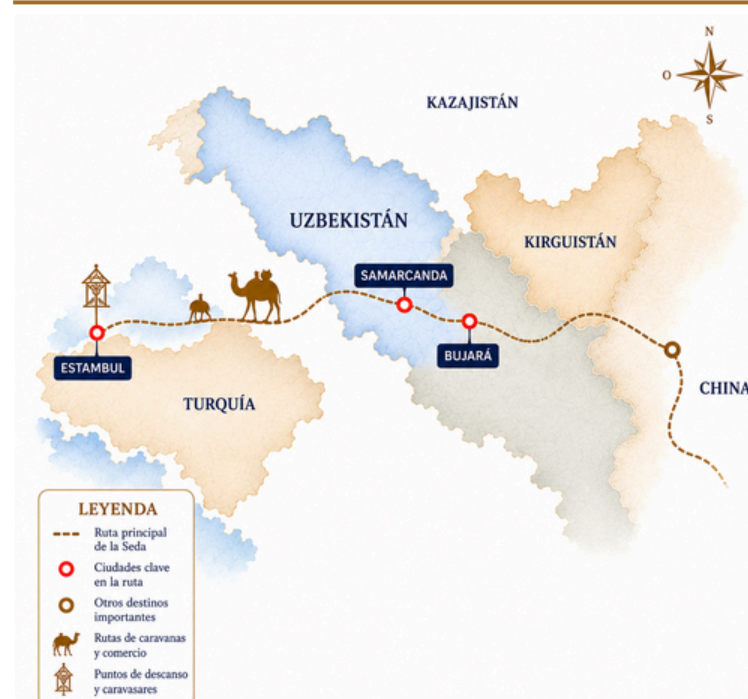 N
O
S
KAZAJISTÁN
UZBEKISTÁN
KIRGUISTÁN
SAMARCANDA
BUJARÁ
ESTAMBUL
TURQUÍA
CHINA
LEYENDA
Ruta principal
de la Seda
Ciudades clave
en la ruta
Otros destinos
importantes
Rutas de caravanas
y comercio
Puntos de descanso
y caravasares